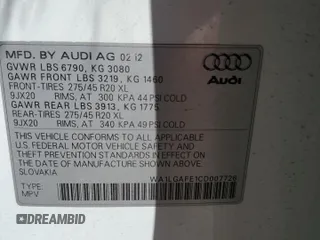 MFD. BY AUDI AG 02 12
GVWR LBS 6790, KG 3080
GAWR FRONT LBS 3219, KG 1460
FRONT-TIRES 275/45 R20 XL
9JX20 RIMS, AT 300 KPA 44 PSI COLD
GAWR REAR LBS 3913, KG 1775
REAR-TIRES 275/45 R20 XL
9JX20 RIMS, AT 340 KPA 49 PSI COLD
Audi
THIS VEHICLE CONFORMS TO ALL APPLICABLE
U.S. FEDERAL MOTOR VEHICLE SAFETY AND
THEFT PREVENTION STANDARDS IN EFFECT ON
THE DATE OF MANUFACTURE SHOWN ABOVE.
SLOVAKIA
TYPE:
MPV
DREAMBID